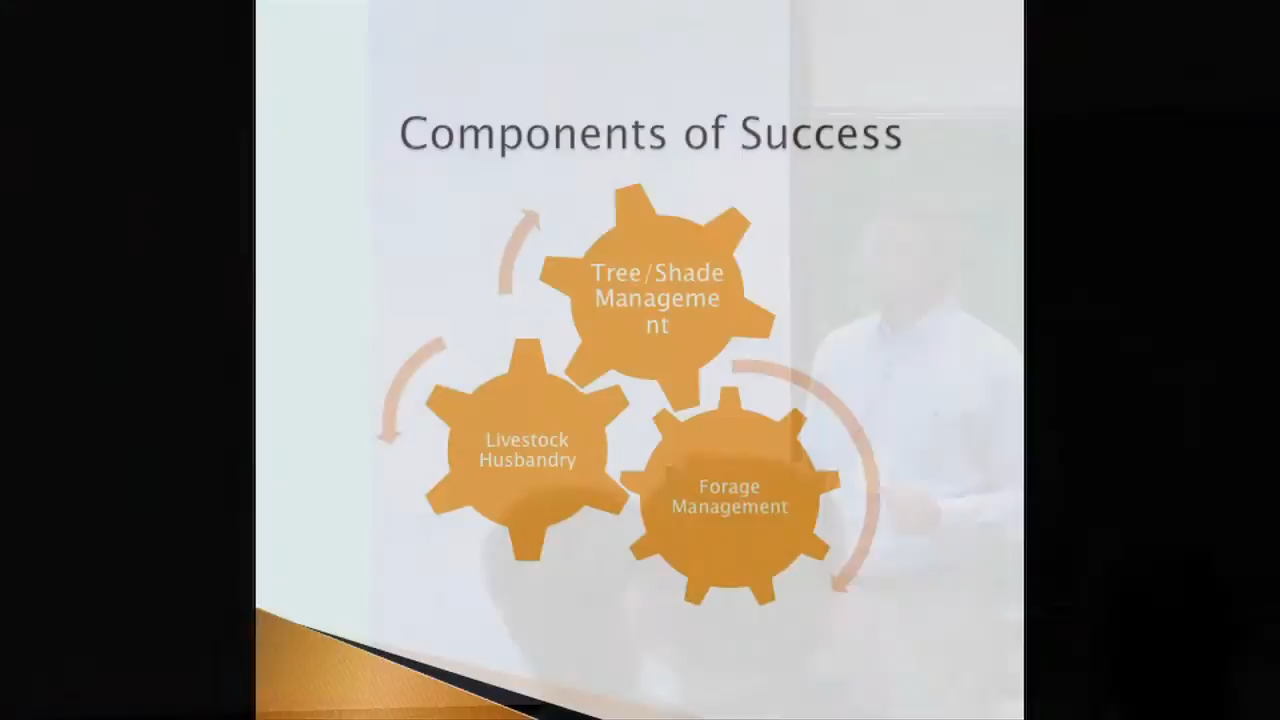 Components of Success
Tree/Shade
Manageme
nt
Livestock
Husbandry
Forage
Management